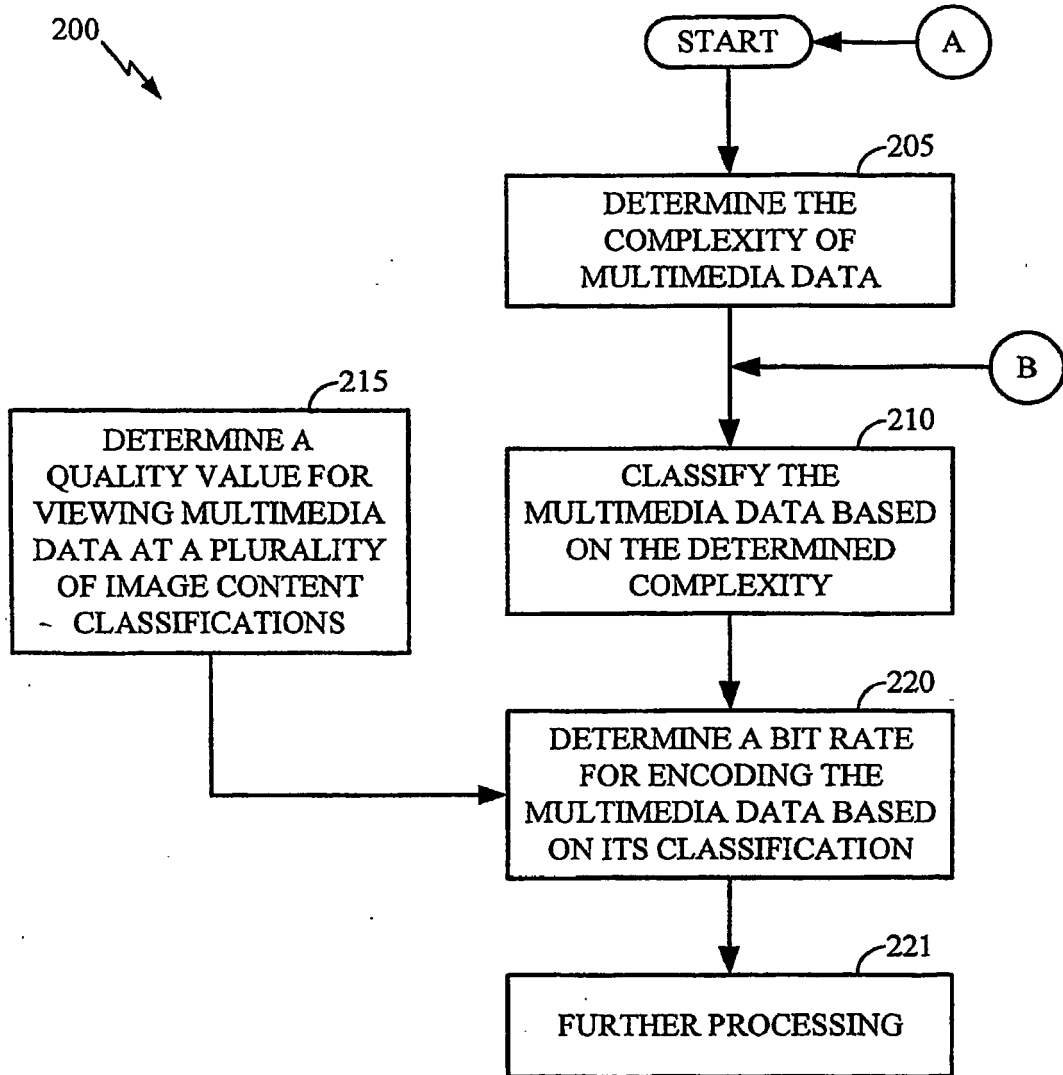 200
START
A
205
DETERMINE THE
COMPLEXITY OF
MULTIMEDIA DATA
B
215
DETERMINE A
QUALITY VALUE FOR
VIEWING MULTIMEDIA
DATA AT A PLURALITY
OF IMAGE CONTENT
CLASSIFICATIONS
210
CLASSIFY THE
MULTIMEDIA DATA BASED
ON THE DETERMINED
COMPLEXITY
220
DETERMINE A BIT RATE
FOR ENCODING THE
MULTIMEDIA DATA BASED
ON ITS CLASSIFICATION
221
FURTHER PROCESSING